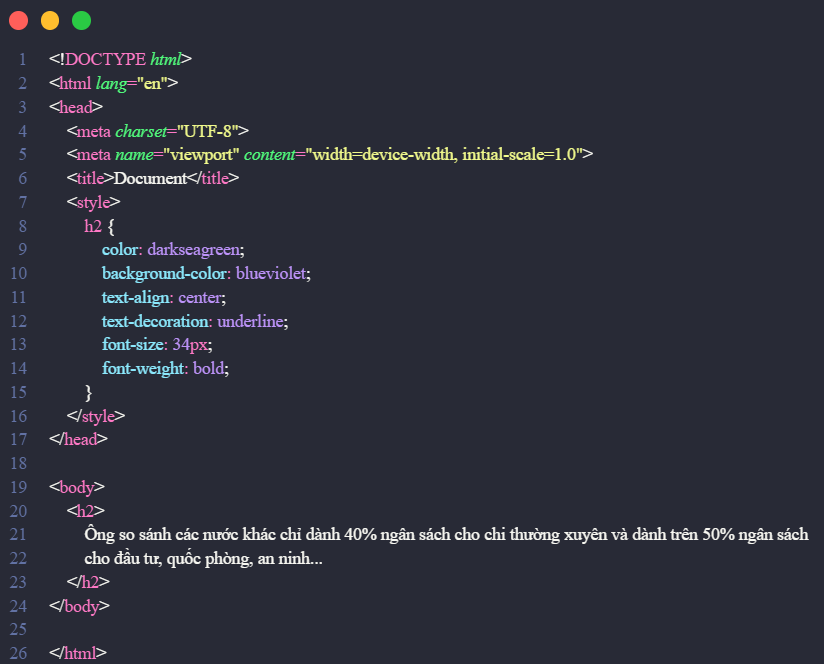 1 <!DOCTYPE html>
2 <html lang="en">
3 <head>
4 <meta charset="UTF-8">
5 <meta name="viewport" content="width=device-width, initial-scale=1.0">
6 <title>Document</title>
7 <style>
8 h2 {
9 color: darkseagreen;
10 background-color: blueviolet;
11 text-align: center;
12 text-decoration: underline;
13 font-size: 34px;
14 font-weight: bold;
15 }
16 </style>
17 </head>
18
19 <body>
20 <h2>
21 Ông so sánh các nước khác chỉ dành 40% ngân sách cho chi thường xuyên và dành trên 50% ngân sách
22 cho đầu tư, quốc phòng, an ninh...
23 </h2>
24 </body>
25
26 </html>